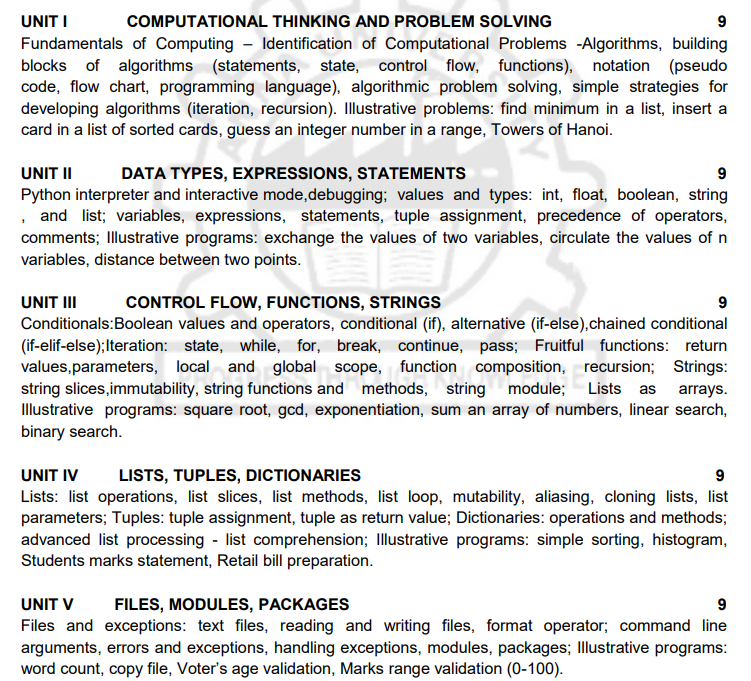 UNIT I COMPUTATIONAL THINKING AND PROBLEM SOLVING 9
Fundamentals of Computing – Identification of Computational Problems -Algorithms, building
blocks of algorithms (statements, state, control flow, functions), notation (pseudo
code, flow chart, programming language), algorithmic problem solving, simple strategies for
developing algorithms (iteration, recursion). Illustrative problems: find minimum in a list, insert a
card in a list of sorted cards, guess an integer number in a range, Towers of Hanoi.
UNIT II DATA TYPES, EXPRESSIONS, STATEMENTS 9
Python interpreter and interactive mode,debugging; values and types: int, float, boolean, string
, and list; variables, expressions, statements, tuple assignment, precedence of operators,
comments; Illustrative programs: exchange the values of two variables, circulate the values of n
variables, distance between two points.
UNIT III CONTROL FLOW, FUNCTIONS, STRINGS 9
Conditionals:Boolean values and operators, conditional (if), alternative (if-else),chained conditional
(if-elif-else);Iteration: state, while, for, break, continue, pass; Fruitful functions: return
values,parameters, local and global scope, function composition, recursion; Strings:
string slices,immutability, string functions and methods, string module; Lists as arrays.
Illustrative programs: square root, gcd, exponentiation, sum an array of numbers, linear search,
binary search.
UNIT IV LISTS, TUPLES, DICTIONARIES 9
Lists: list operations, list slices, list methods, list loop, mutability, aliasing, cloning lists, list
parameters; Tuples: tuple assignment, tuple as return value; Dictionaries: operations and methods;
advanced list processing - list comprehension; Illustrative programs: simple sorting, histogram,
Students marks statement, Retail bill preparation.
UNIT V FILES, MODULES, PACKAGES 9
Files and exceptions: text files, reading and writing files, format operator; command line
arguments, errors and exceptions, handling exceptions, modules, packages; Illustrative programs:
word count, copy file, Voter's age validation, Marks range validation (0-100).